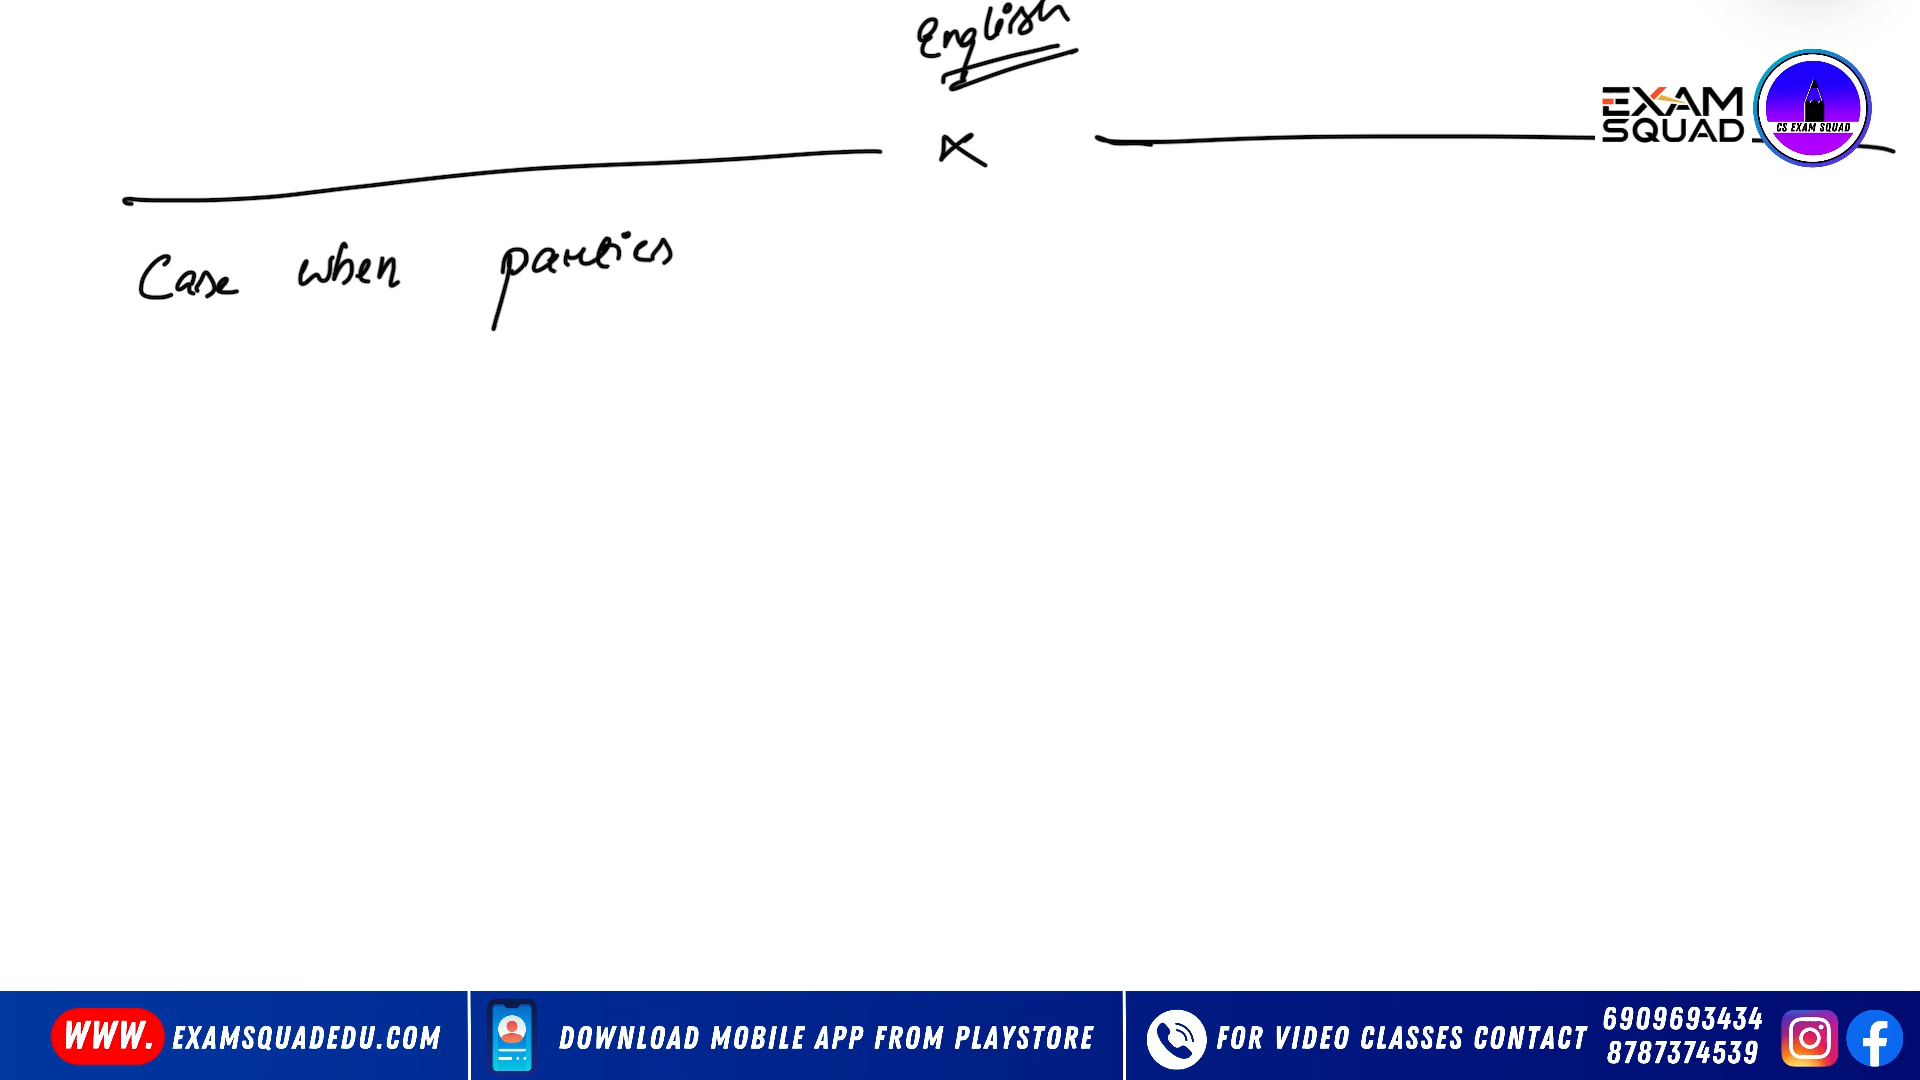 English
EXAM
SQUAD
CS EXAM SQUAD
Case when parties
WWW. EXAMSQUADEDU.COM
DOWNLOAD MOBILE APP FROM PLAYSTORE
FOR VIDEO CLASSES CONTACT
6909693434
8787374539